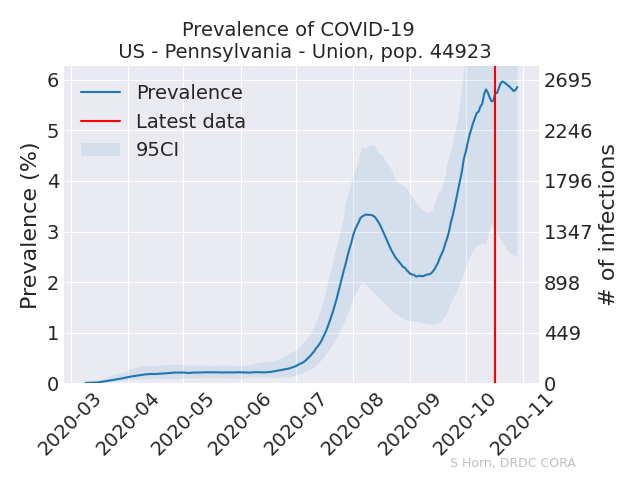 Prevalence of COVID-19
US - Pennsylvania - Union, pop. 44923
Prevalence
Latest data
95CI
Prevalence (%)
6
5
4
3
2
1
0
2695
2246
1796
1347
898
449
0
# of infections
2020-03
2020-04
2020-05
2020-06
2020-07
2020-08
2020-09
2020-10
2020-11
S Horn, DRDC CORA